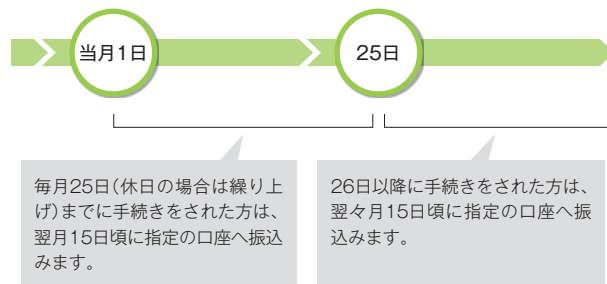 当月1日
25日
毎月25日(休日の場合は繰り上
げ)までに手続きをされた方は、
翌月15日頃に指定の口座へ振込
みます。
26日以降に手続きをされた方は、
翌々月15日頃に指定の口座へ振
込みます。